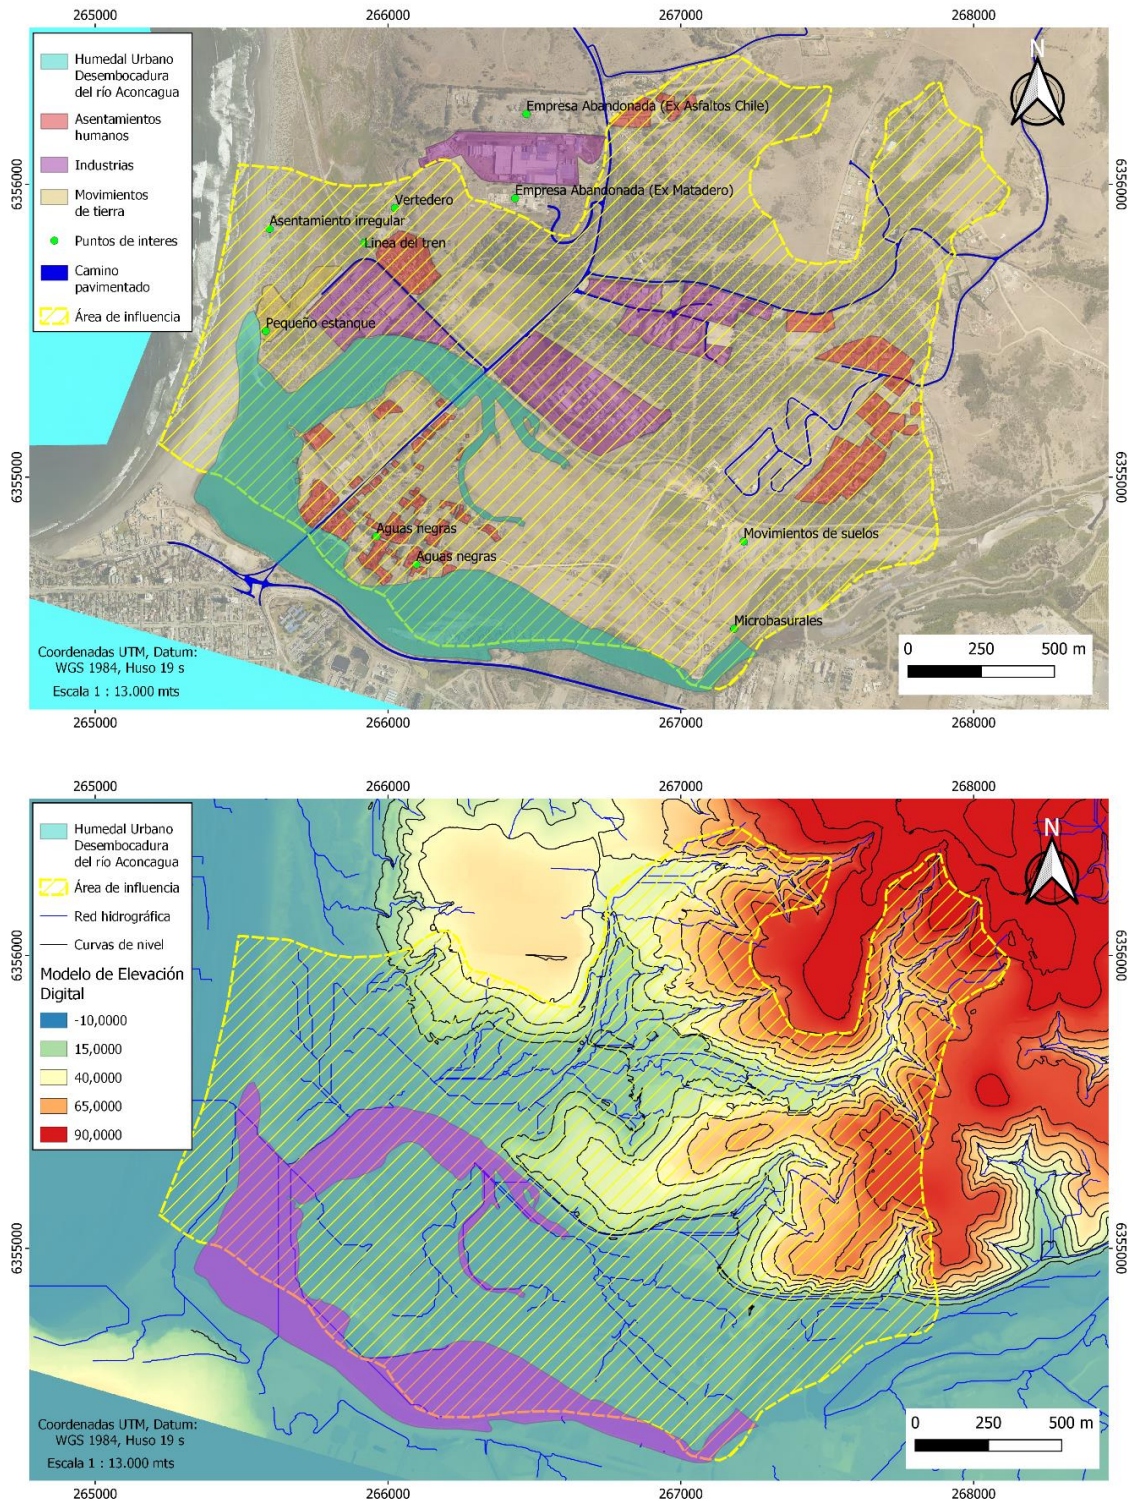 265000
266000
267000
268000
Humedal Urbano
Desembocadura
del río Aconcagua
Asentamientos
humanos
Industrias
Movimientos
de tierra
Puntos de interes
Camino
pavimentado
Área de influencia
N
Empresa Abandonada (Ex Asfaltos Chile)
Empresa Abandonada (Ex Matadero)
Vertedero
Asentamiento irregular
Linea del tren
Pequeño estanque
Aguas negras
Aguas negras
Movimientos de suelos
Microbasurales
6356000
6355000
6356000
6355000
Coordenadas UTM, Datum:
WGS 1984, Huso 19 s
Escala 1 : 13.000 mts
0 250 500 m
265000
266000
267000
268000
265000
266000
267000
268000
Humedal Urbano
Desembocadura
del río Aconcagua
Área de influencia
Red hidrográfica
Curvas de nivel
Modelo de Elevación
Digital
-10,0000
15,0000
40,0000
65,0000
90,0000
N
6356000
6355000
6356000
6355000
Coordenadas UTM, Datum:
WGS 1984, Huso 19 s
Escala 1 : 13.000 mts
0 250 500 m
265000
266000
267000
268000